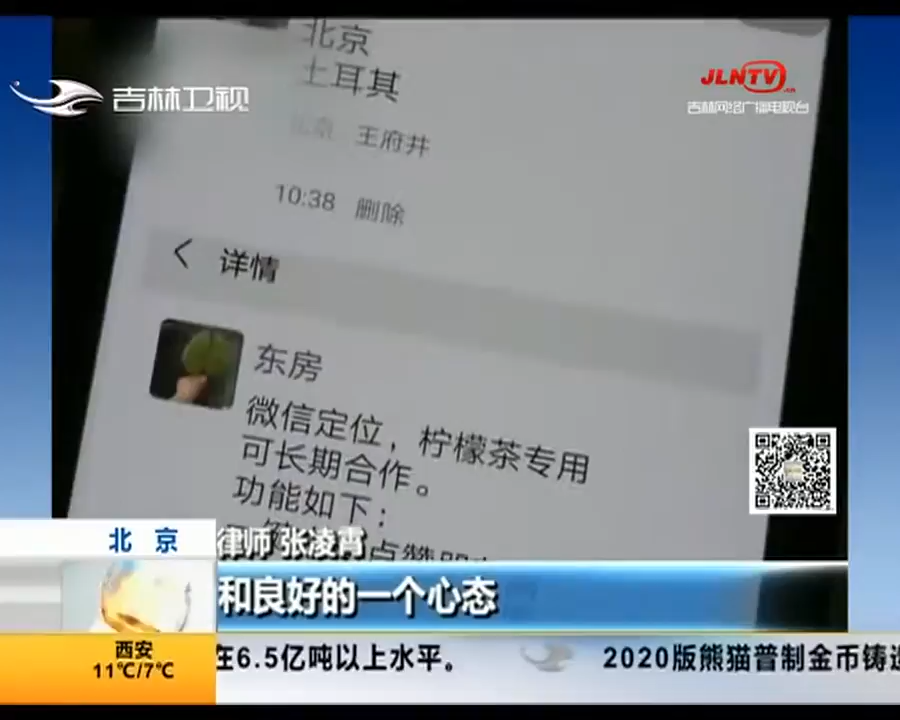 北京
土耳其
吉林卫视
JLNTV
吉林网络广播电视台
北京 王府井
10:38 删除
详情
东房
微信定位，柠檬茶专用
可长期合作。
功能如下：
北京
律师 张凌霄
和良好的一个心态
西安
11℃/7℃
在6.5亿吨以上水平。
2020版熊猫普制金币铸造